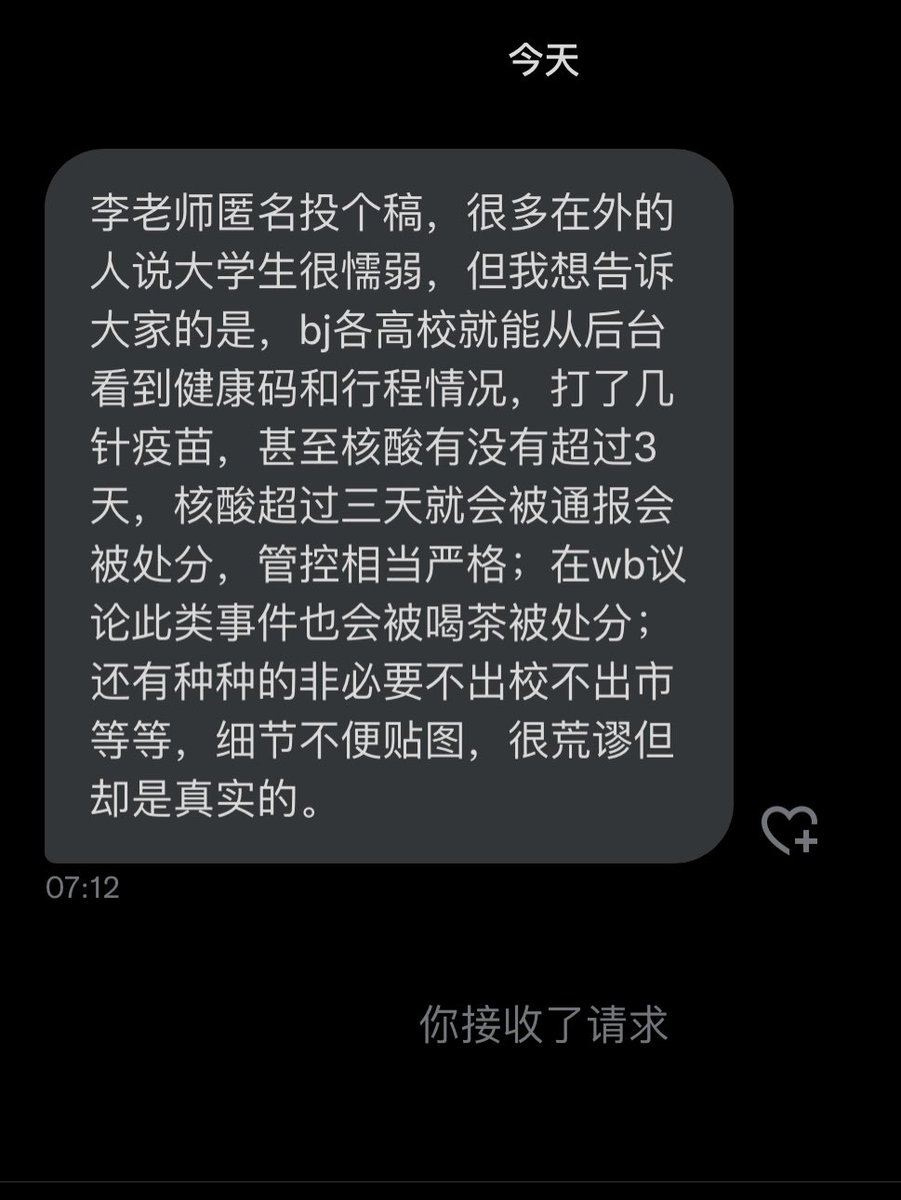 今天
李老师匿名投个稿，很多在外的
人说大学生很懦弱，但我想告诉
大家的是，bj各高校就能从后台
看到健康码和行程情况，打了几
针疫苗，甚至核酸有没有超过3
天，核酸超过三天就会被通报会
被处分，管控相当严格；在wb议
论此类事件也会被喝茶被处分；
还有种种的非必要不出校不出市
等等，细节不便贴图，很荒谬但
却是真实的。
07:12
你接收了请求